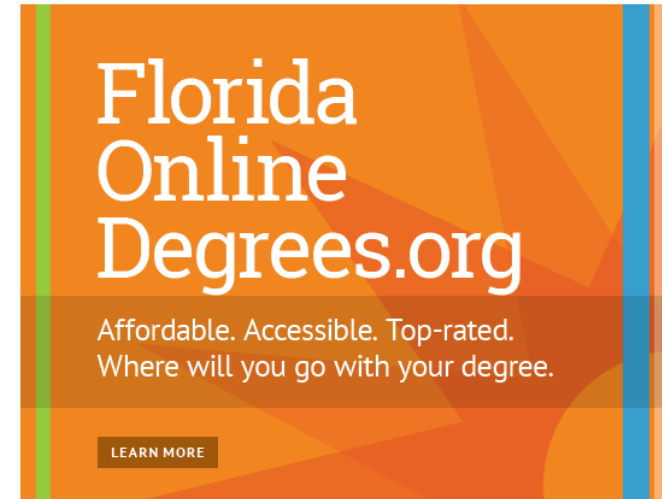 Florida
Online
Degrees.org
Affordable. Accessible. Top-rated.
Where will you go with your degree.
LEARN MORE